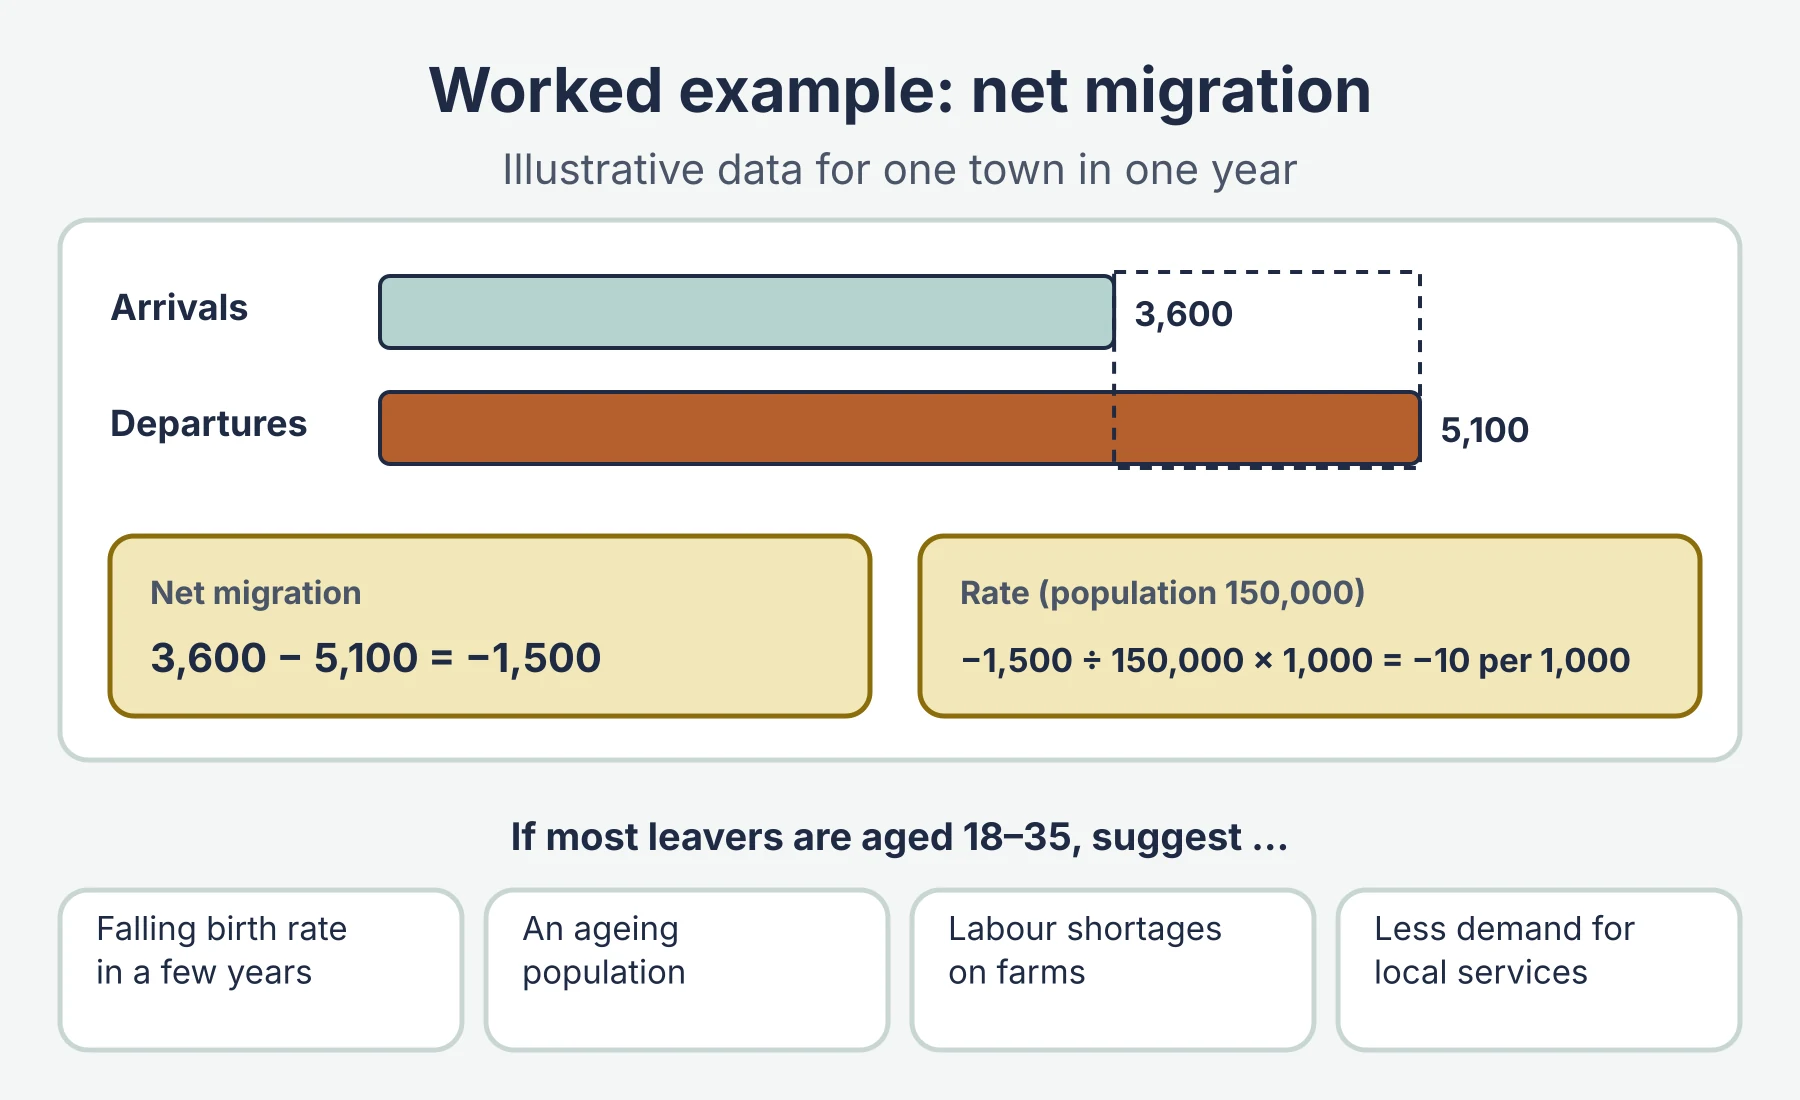 Worked example: net migration
Illustrative data for one town in one year
Arrivals
3,600
Departures
5,100
Net migration
3,600 − 5,100 = −1,500
Rate (population 150,000)
−1,500 ÷ 150,000 × 1,000 = −10 per 1,000
If most leavers are aged 18–35, suggest …
Falling birth rate
in a few years
An ageing
population
Labour shortages
on farms
Less demand for
local services